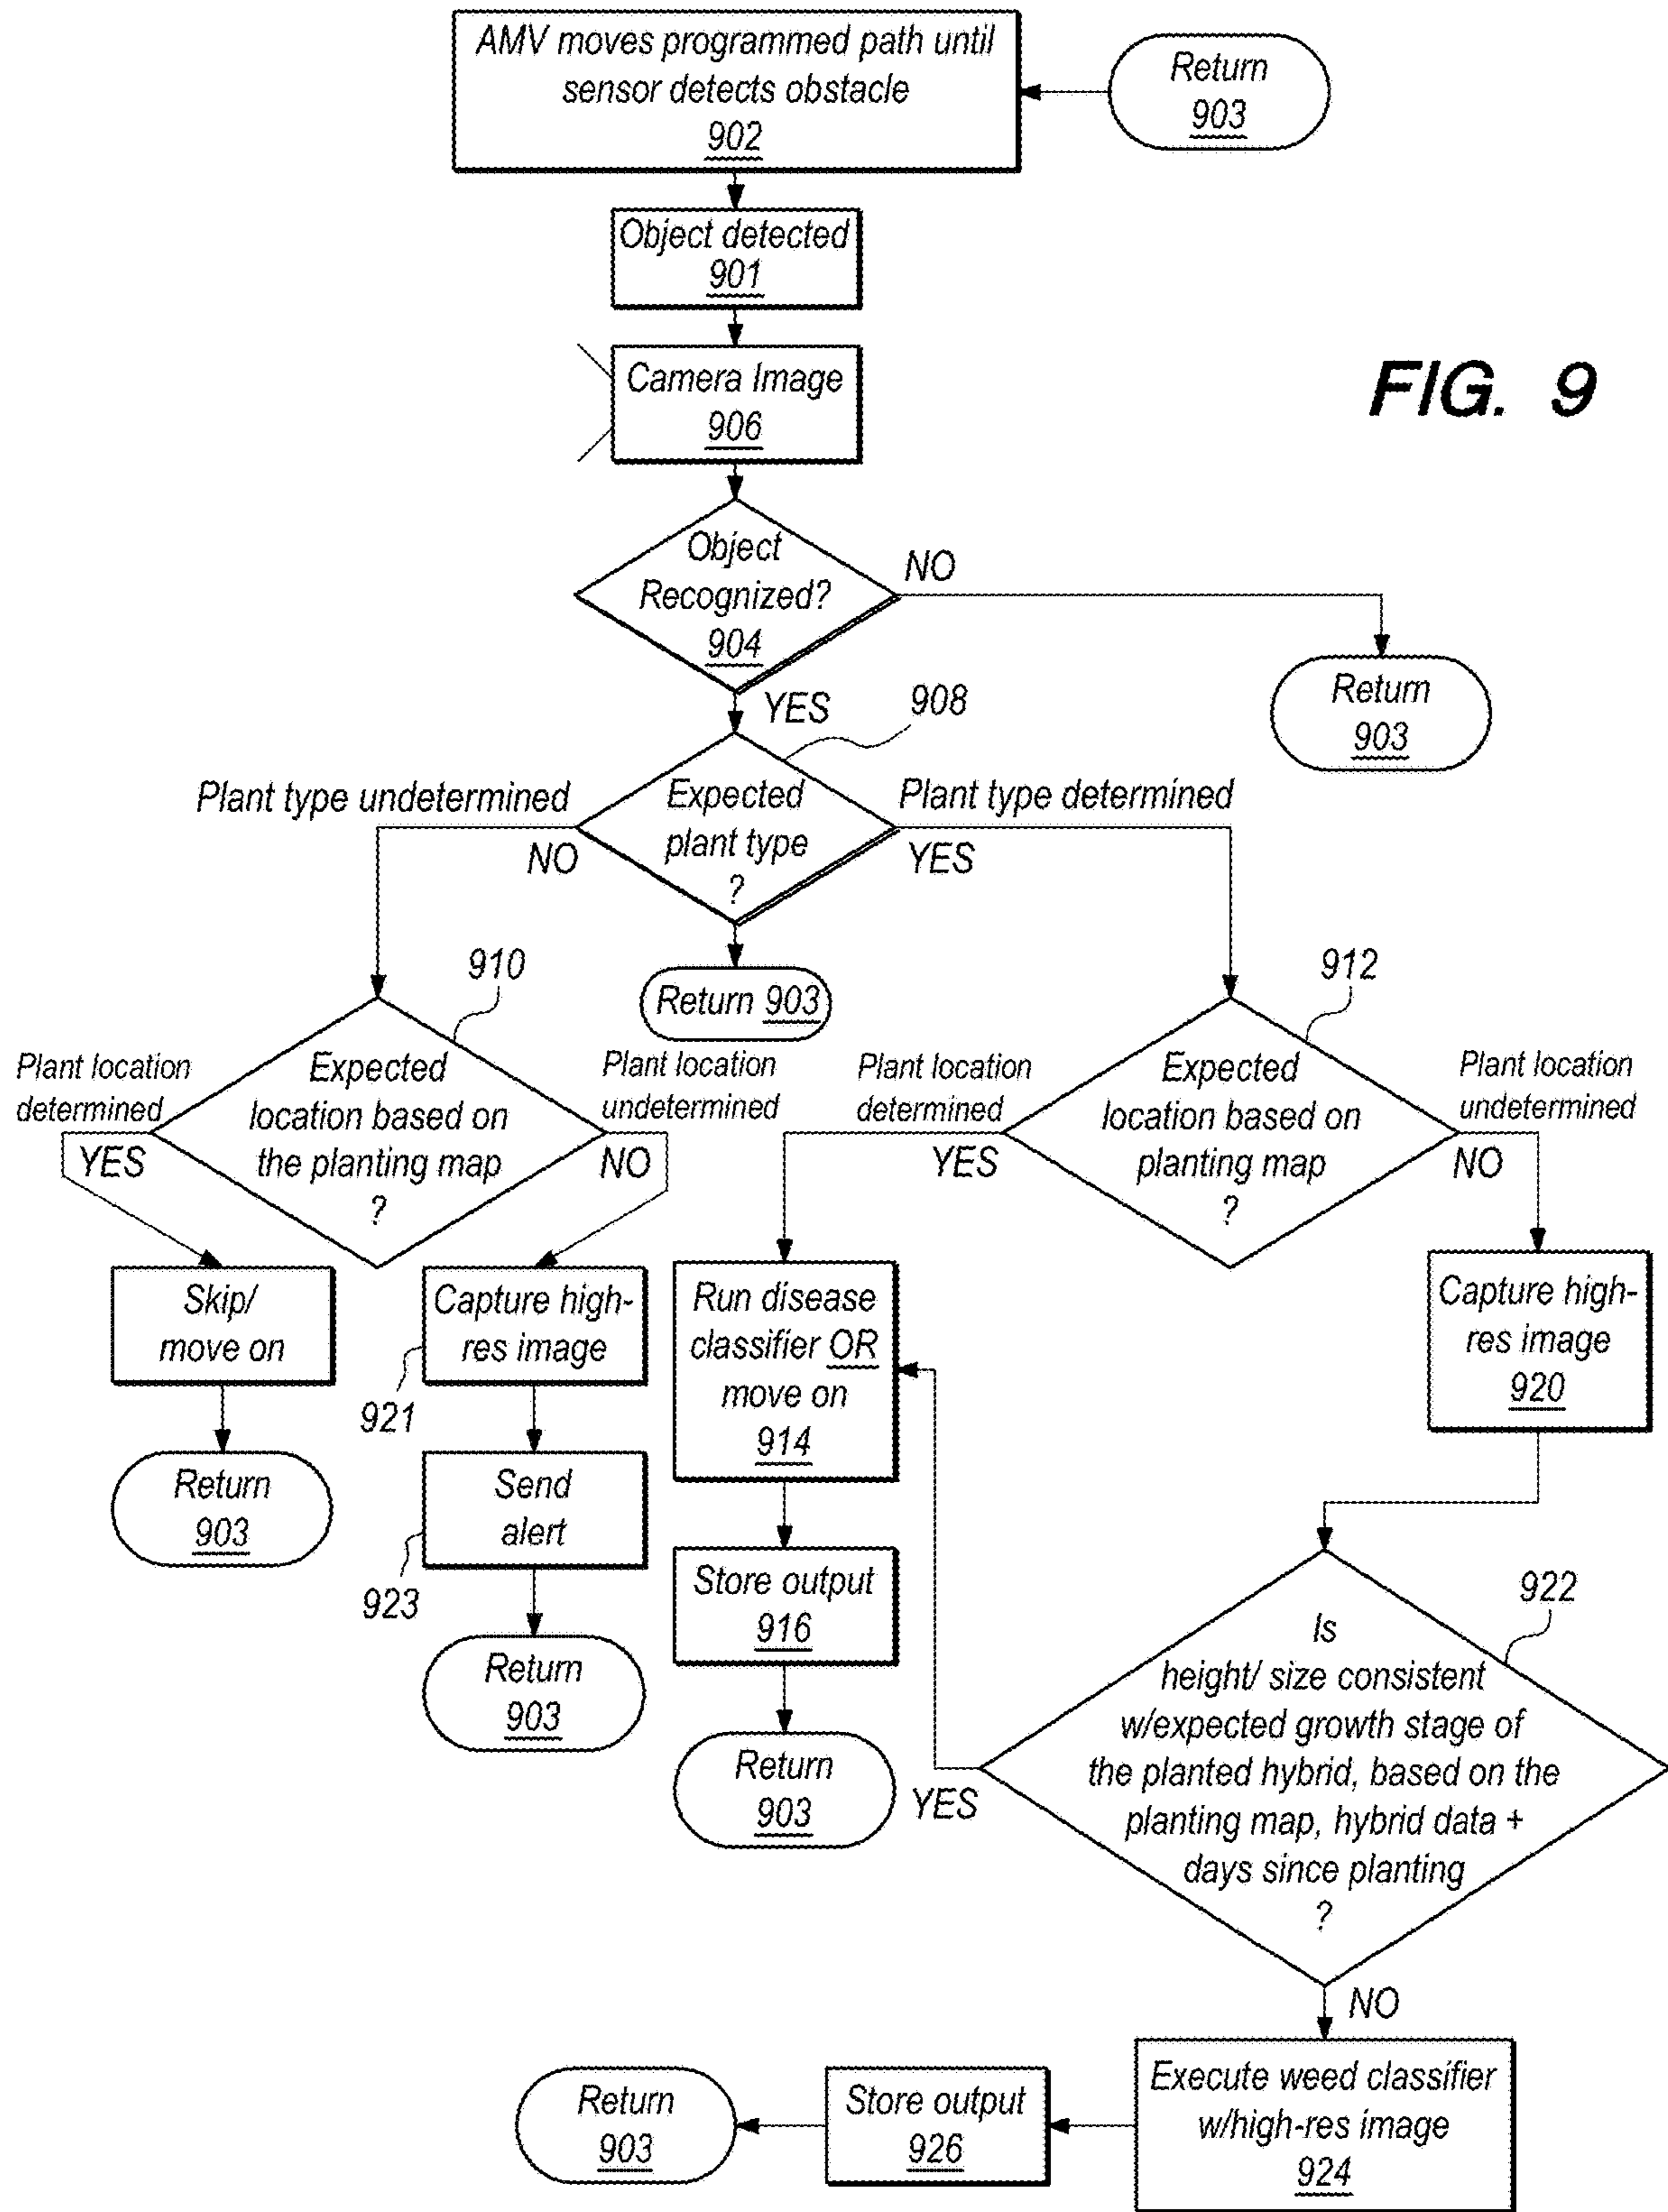 AMV moves programmed path until
sensor detects obstacle
902
Return
903
Object detected
901
Camera Image
906
FIG. 9
Object
Recognized?
904
NO
YES
Return
903
908
Plant type undetermined
NO
Expected
plant type
?
Plant type determined
YES
Return 903
910
Plant location
determined
YES
Expected
location based on
the planting map
?
Plant location
undetermined
NO
912
Plant location
determined
YES
Expected
location based on
planting map
?
Plant location
undetermined
NO
Skip/
move on
Return
903
Capture high-
res image
921
Send
alert
923
Return
903
Run disease
classifier OR
move on
914
Store output
916
Return
903
Capture high-
res image
920
922
Is
height/ size consistent
w/expected growth stage of
the planted hybrid, based on the
planting map, hybrid data +
days since planting
?
YES
NO
Execute weed classifier
w/high-res image
924
Store output
926
Return
903